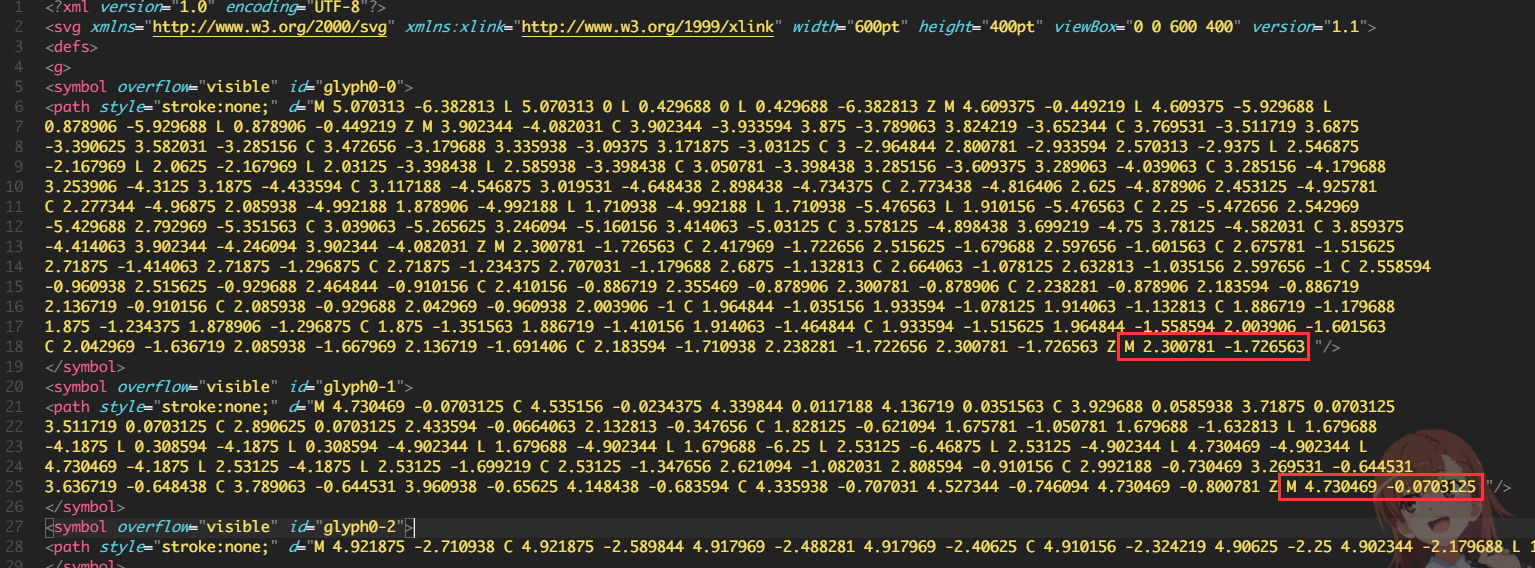 1 <?xml version="1.0" encoding="UTF-8"?>
2 <svg xmlns="http://www.w3.org/2000/svg" xmlns:xlink="http://www.w3.org/1999/xlink" width="600pt" height="400pt" viewBox="0 0 600 400" version="1.1">
3 <defs>
4 <g>
5 <symbol overflow="visible" id="glyph0-0">
6 <path style="stroke:none;" d="M 5.070313 -6.382813 L 5.070313 0 L 0.429688 0 L 0.429688 -6.382813 Z M 4.609375 -0.449219 L 4.609375 -5.929688 L
7 0.878906 -5.929688 L 0.878906 -0.449219 Z M 3.902344 -4.082031 C 3.902344 -3.933594 3.875 -3.789063 3.824219 -3.652344 C 3.769531 -3.511719 3.6875
8 -3.390625 3.582031 -3.285156 C 3.472656 -3.179688 3.335938 -3.09375 3.171875 -3.03125 C 3 -2.964844 2.800781 -2.933594 2.570313 -2.9375 L 2.546875
9 -2.167969 L 2.0625 -2.167969 L 2.03125 -3.398438 L 2.585938 -3.398438 C 3.050781 -3.398438 3.285156 -3.609375 3.289063 -4.039063 C 3.285156 -4.179688
10 3.253906 -4.3125 3.1875 -4.433594 C 3.117188 -4.546875 3.019531 -4.648438 2.898438 -4.734375 C 2.773438 -4.816406 2.625 -4.878906 2.453125 -4.925781
11 C 2.277344 -4.96875 2.085938 -4.992188 1.878906 -4.992188 L 1.710938 -4.992188 L 1.710938 -5.476563 L 1.910156 -5.476563 C 2.25 -5.472656 2.542969
12 -5.429688 2.792969 -5.351563 C 3.039063 -5.265625 3.246094 -5.160156 3.414063 -5.03125 C 3.578125 -4.898438 3.699219 -4.75 3.78125 -4.582031 C 3.859375
13 -4.414063 3.902344 -4.246094 3.902344 -4.082031 Z M 2.300781 -1.726563 C 2.417969 -1.722656 2.515625 -1.679688 2.597656 -1.601563 C 2.675781 -1.515625
14 2.71875 -1.414063 2.71875 -1.296875 C 2.71875 -1.234375 2.707031 -1.179688 2.6875 -1.132813 C 2.664063 -1.078125 2.632813 -1.035156 2.597656 -1 C 2.558594
15 -0.960938 2.515625 -0.929688 2.464844 -0.910156 C 2.410156 -0.886719 2.355469 -0.878906 2.300781 -0.878906 C 2.238281 -0.878906 2.183594 -0.886719
16 2.136719 -0.910156 C 2.085938 -0.929688 2.042969 -0.960938 2.003906 -1 C 1.964844 -1.035156 1.933594 -1.078125 1.914063 -1.132813 C 1.886719 -1.179688
17 1.875 -1.234375 1.878906 -1.296875 C 1.875 -1.351563 1.886719 -1.410156 1.914063 -1.464844 C 1.933594 -1.515625 1.964844 -1.558594 2.003906 -1.601563
18 C 2.042969 -1.636719 2.085938 -1.667969 2.136719 -1.691406 C 2.183594 -1.710938 2.238281 -1.722656 2.300781 -1.726563 Z M 2.300781 -1.726563 "/>
19 </symbol>
20 <symbol overflow="visible" id="glyph0-1">
21 <path style="stroke:none;" d="M 4.730469 -0.0703125 C 4.535156 -0.0234375 4.339844 0.0117188 4.136719 0.0351563 C 3.929688 0.0585938 3.71875 0.0703125
22 3.511719 0.0703125 C 2.890625 0.0703125 2.433594 -0.0664063 2.132813 -0.347656 C 1.828125 -0.621094 1.675781 -1.050781 1.679688 -1.632813 L 1.679688
23 -4.1875 L 0.308594 -4.1875 L 0.308594 -4.902344 L 1.679688 -4.902344 L 1.679688 -6.25 L 2.53125 -6.46875 L 2.53125 -4.902344 L 4.730469 -4.902344 L
24 4.730469 -4.1875 L 2.53125 -4.1875 L 2.53125 -1.699219 C 2.53125 -1.347656 2.621094 -1.082031 2.808594 -0.910156 C 2.992188 -0.730469 3.269531 -0.644531
25 3.636719 -0.648438 C 3.789063 -0.644531 3.960938 -0.65625 4.148438 -0.683594 C 4.335938 -0.707031 4.527344 -0.746094 4.730469 -0.800781 Z M 4.730469 -0.0703125 "/>
26 </symbol>
27 <symbol overflow="visible" id="glyph0-2">
28 <path style="stroke:none;" d="M 4.921875 -2.710938 C 4.921875 -2.589844 4.917969 -2.488281 4.917969 -2.40625 C 4.910156 -2.324219 4.90625 -2.25 4.902344 -2.179688 L 1
29 </symbol>